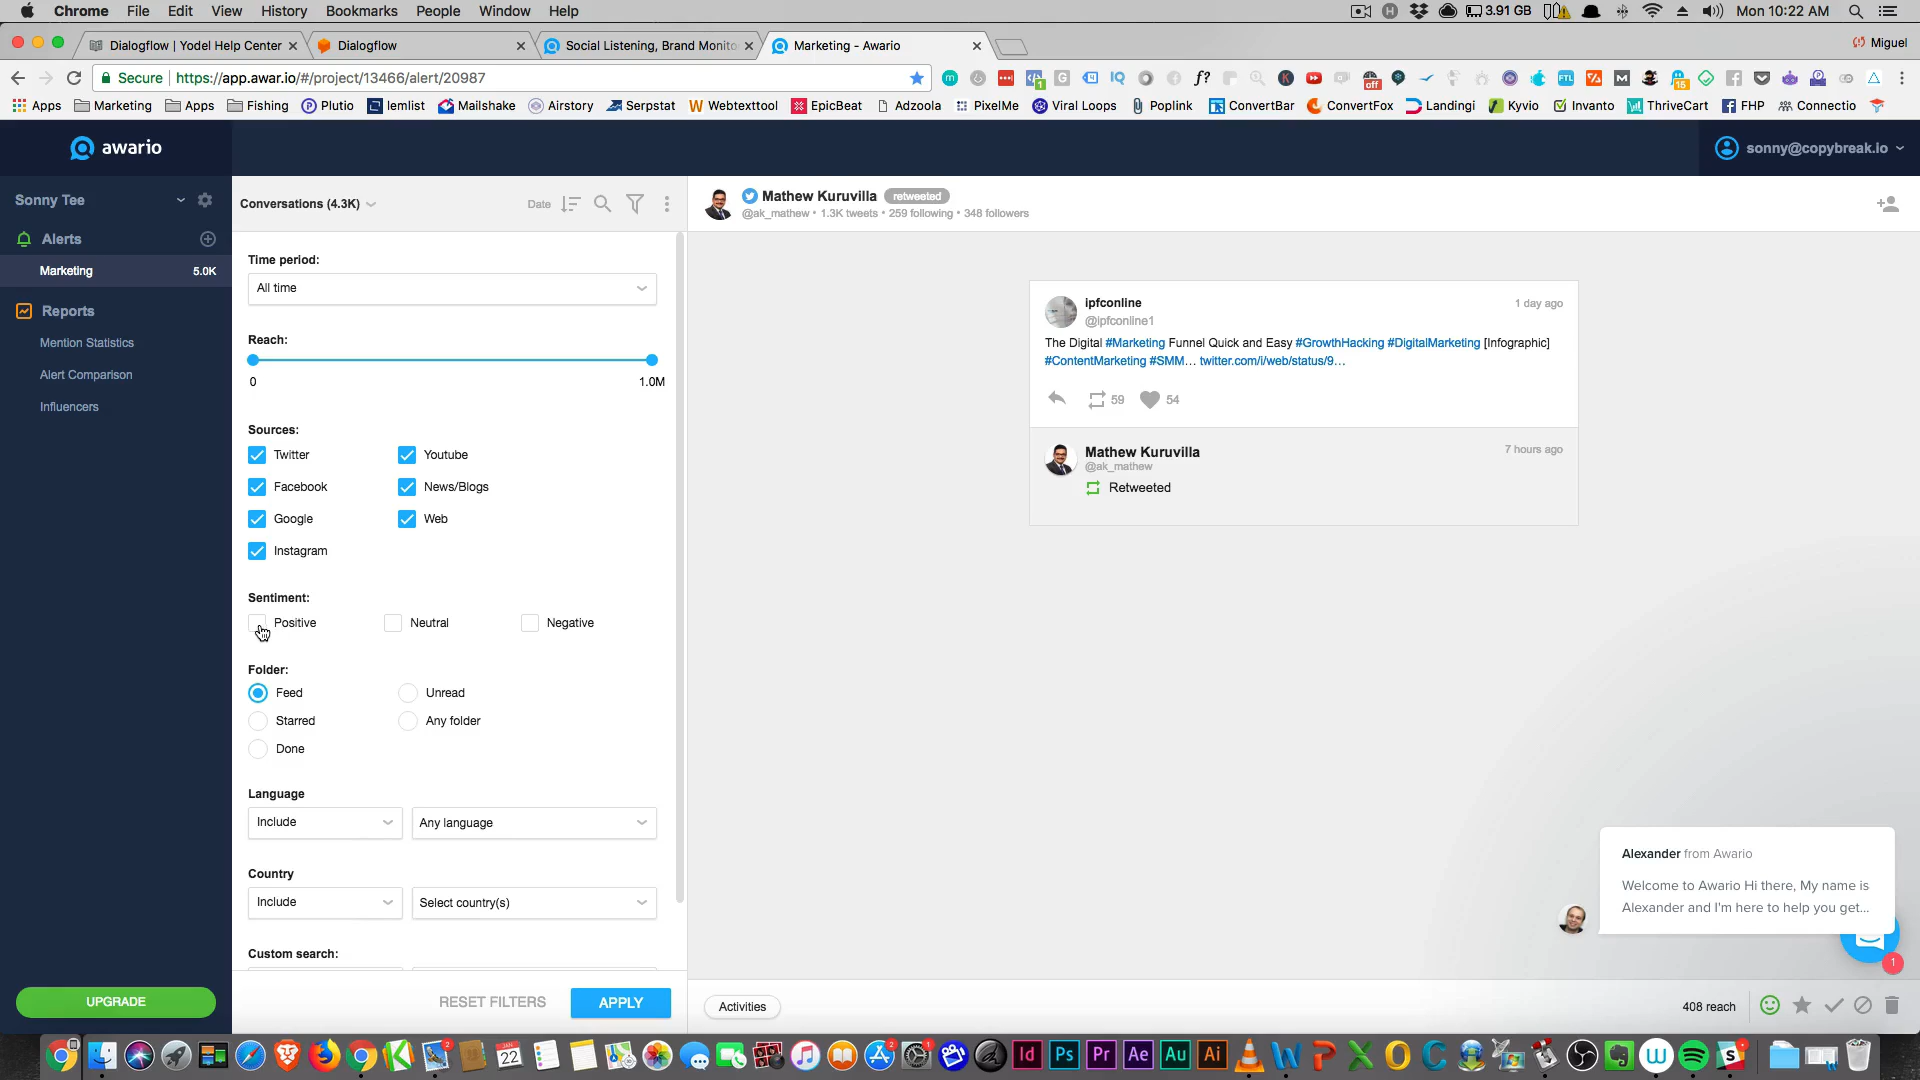 Chrome File Edit View History Bookmarks People Window Help
3.91 GB Mon 10:22 AM
Dialogflow | Yodel Help Center
Dialogflow
Social Listening, Brand Monito
Marketing - Awario
Miguel
Secure https://app.awar.io/#/project/13466/alert/20987
Apps Marketing Apps Fishing Plutio lemlist Mailshake Airstory Serpstat Webtexttool EpicBeat Adzoola PixelMe Viral Loops Poplink ConvertBar ConvertFox Landingi Kyvio Invanto ThriveCart FHP Connectio
awario
sonny@copybreak.io
Sonny Tee
Alerts
Marketing 5.0K
Reports
Mention Statistics
Alert Comparison
Influencers
UPGRADE
Conversations (4.3K)
Date
Time period:
All time
Reach:
0 1.0M
Sources:
Twitter Youtube
Facebook News/Blogs
Google Web
Instagram
Sentiment:
Positive Neutral Negative
Folder:
Feed Unread
Starred Any folder
Done
Language
Include Any language
Country
Include Select country(s)
Custom search:
RESET FILTERS APPLY
Mathew Kuruvilla retweeted
@ak_mathew • 1.3K tweets • 259 following • 348 followers
ipfconline 1 day ago
@ipfconline1
The Digital #Marketing Funnel Quick and Easy #GrowthHacking #DigitalMarketing [Infographic]
#ContentMarketing #SMM… twitter.com/i/web/status/9…
59 54
Mathew Kuruvilla 7 hours ago
@ak_mathew
Retweeted
Alexander from Awario
Welcome to Awario Hi there, My name is
Alexander and I'm here to help you get...
1
Activities
408 reach